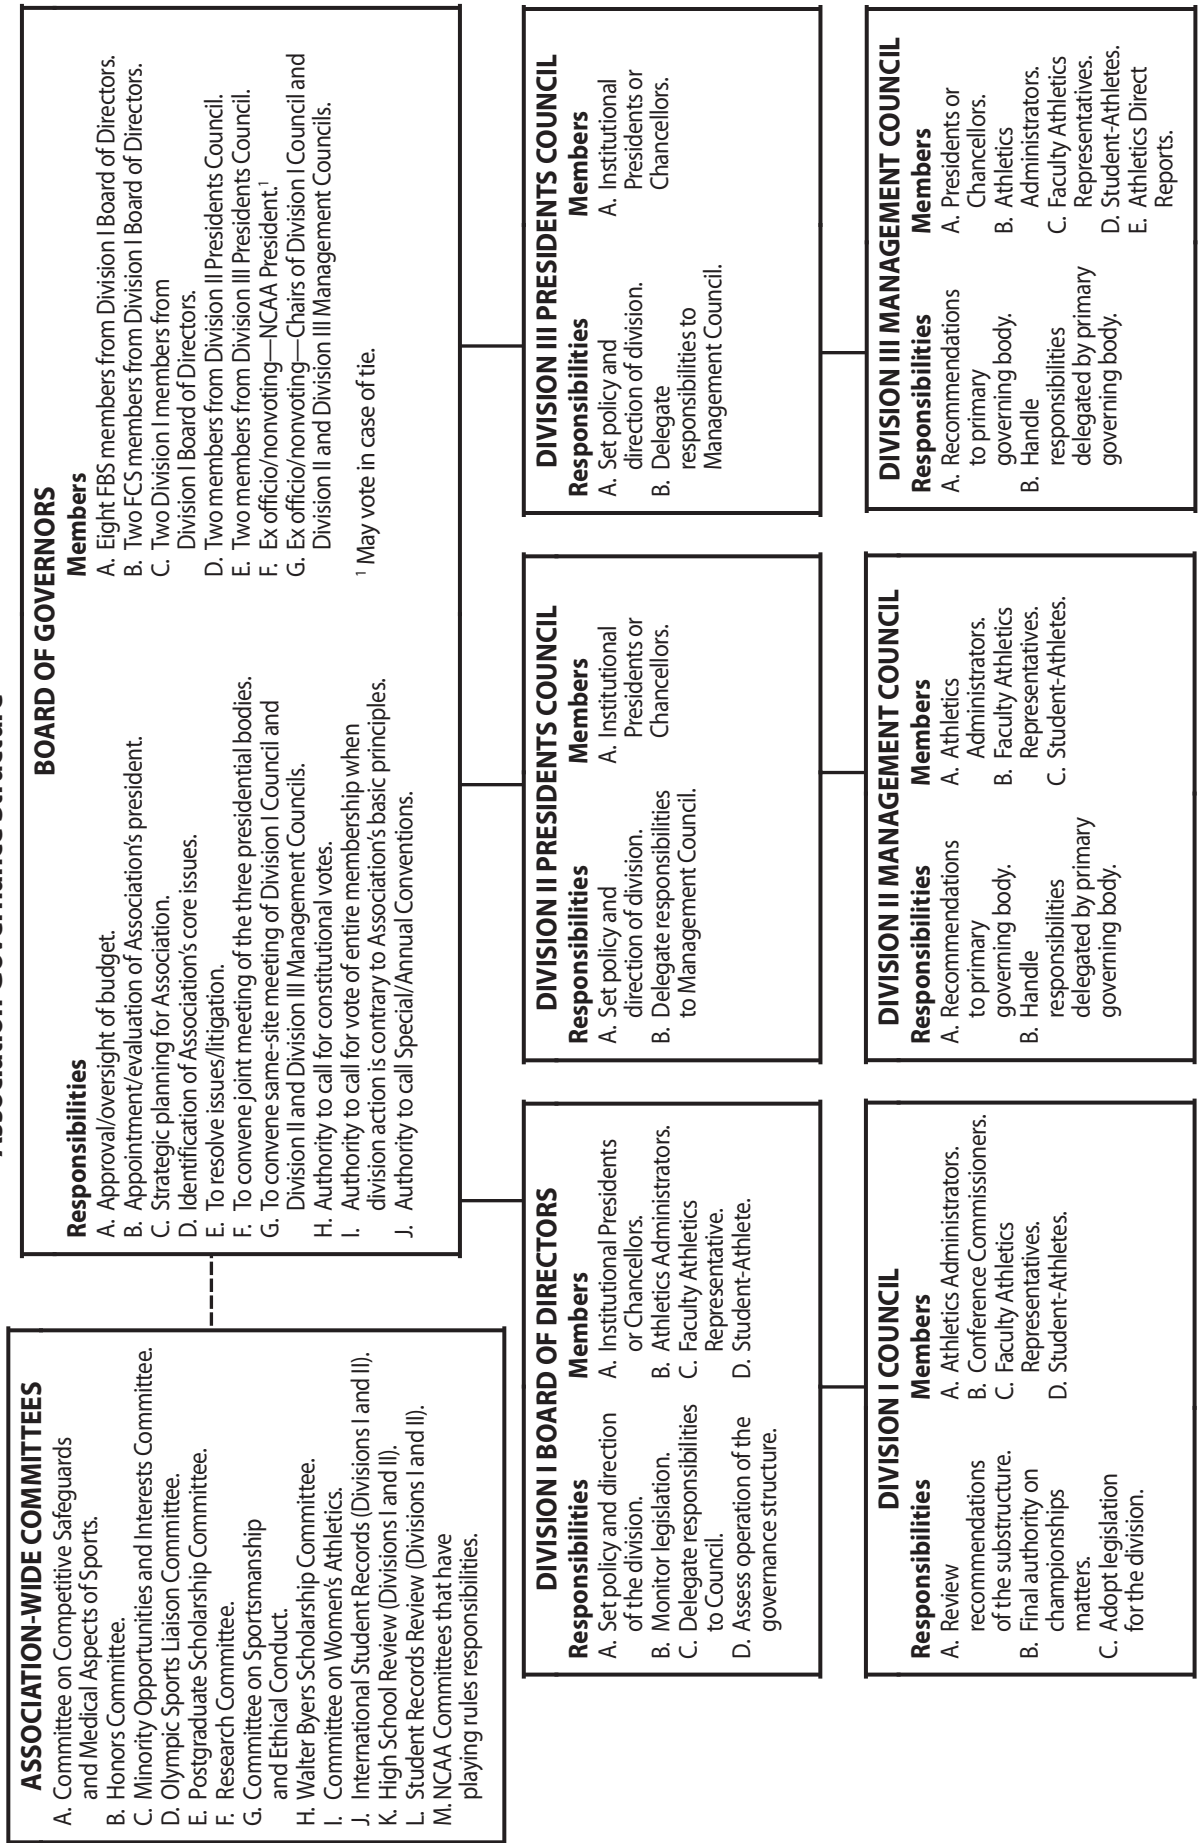 ASSOCIATION-WIDE COMMITTEES
A. Committee on Competitive Safeguards
and Medical Aspects of Sports.
B. Honors Committee.
C. Minority Opportunities and Interests Committee.
D. Olympic Sports Liaison Committee.
E. Postgraduate Scholarship Committee.
F. Research Committee.
G. Committee on Sportsmanship
and Ethical Conduct.
H. Walter Byers Scholarship Committee.
I. Committee on Women's Athletics.
J. International Student Records (Divisions I and II).
K. High School Review (Divisions I and II).
L. Student Records Review (Divisions I and II).
M. NCAA Committees that have
playing rules responsibilities.
BOARD OF GOVERNORS
Responsibilities
A. Approval/oversight of budget.
B. Appointment/evaluation of Association's president.
C. Strategic planning for Association.
D. Identification of Association's core issues.
E. To resolve issues/litigation.
F. To convene joint meeting of the three presidential bodies.
G. To convene same-site meeting of Division I Council and
Division II and Division III Management Councils.
H. Authority to call for constitutional votes.
I. Authority to call for vote of entire membership when
division action is contrary to Association's basic principles.
J. Authority to call Special/Annual Conventions.
Members
A. Eight FBS members from Division I Board of Directors.
B. Two FCS members from Division I Board of Directors.
C. Two Division I members from
Division I Board of Directors.
D. Two members from Division II Presidents Council.
E. Two members from Division III Presidents Council.
F. Ex officio/nonvoting—NCAA President.¹
G. Ex officio/nonvoting—Chairs of Division I Council and
Division II and Division III Management Councils.
¹ May vote in case of tie.
DIVISION I BOARD OF DIRECTORS
Responsibilities
A. Set policy and direction
of the division.
B. Monitor legislation.
C. Delegate responsibilities
to Council.
D. Assess operation of the
governance structure.
Members
A. Institutional Presidents
or Chancellors.
B. Athletics Administrators.
C. Faculty Athletics
Representative.
D. Student-Athlete.
DIVISION II PRESIDENTS COUNCIL
Responsibilities
A. Set policy and
direction of division.
B. Delegate responsibilities
to Management Council.
Members
A. Institutional
Presidents or
Chancellors.
DIVISION III PRESIDENTS COUNCIL
Responsibilities
A. Set policy and
direction of division.
B. Delegate
responsibilities to
Management Council.
Members
A. Institutional
Presidents or
Chancellors.
DIVISION I COUNCIL
Responsibilities
A. Review
recommendations
of the substructure.
B. Final authority on
championships
matters.
C. Adopt legislation
for the division.
Members
A. Athletics Administrators.
B. Conference Commissioners.
C. Faculty Athletics
Representatives.
D. Student-Athletes.
DIVISION II MANAGEMENT COUNCIL
Responsibilities
A. Recommendations
to primary
governing body.
B. Handle
responsibilities
delegated by primary
governing body.
Members
A. Athletics
Administrators.
B. Faculty Athletics
Representatives.
C. Student-Athletes.
DIVISION III MANAGEMENT COUNCIL
Responsibilities
A. Recommendations
to primary
governing body.
B. Handle
responsibilities
delegated by primary
governing body.
Members
A. Presidents or
Chancellors.
B. Athletics
Administrators.
C. Faculty Athletics
Representatives.
D. Student-Athletes.
E. Athletics Direct
Reports.